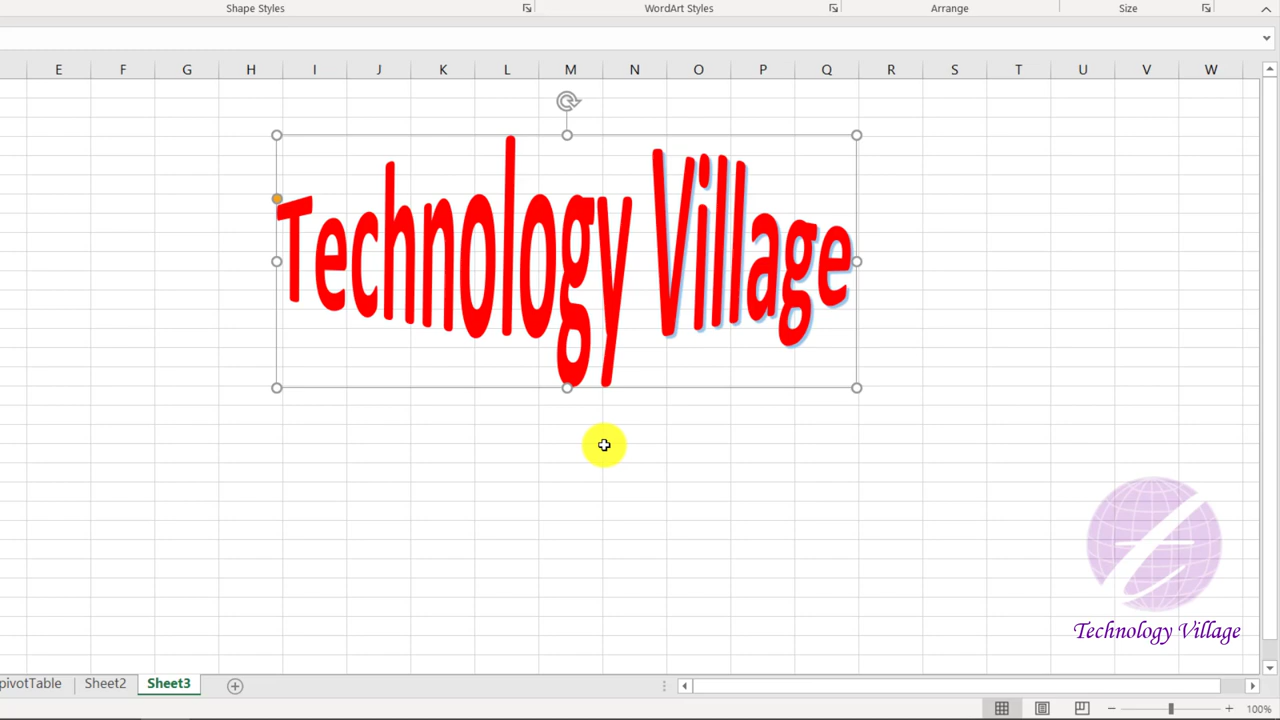 Shape Styles WordArt Styles Arrange Size
E F G H I J K L M N O P Q R S T U V W
Technology Village
Technology Village
pivotTable Sheet2 Sheet3
100%